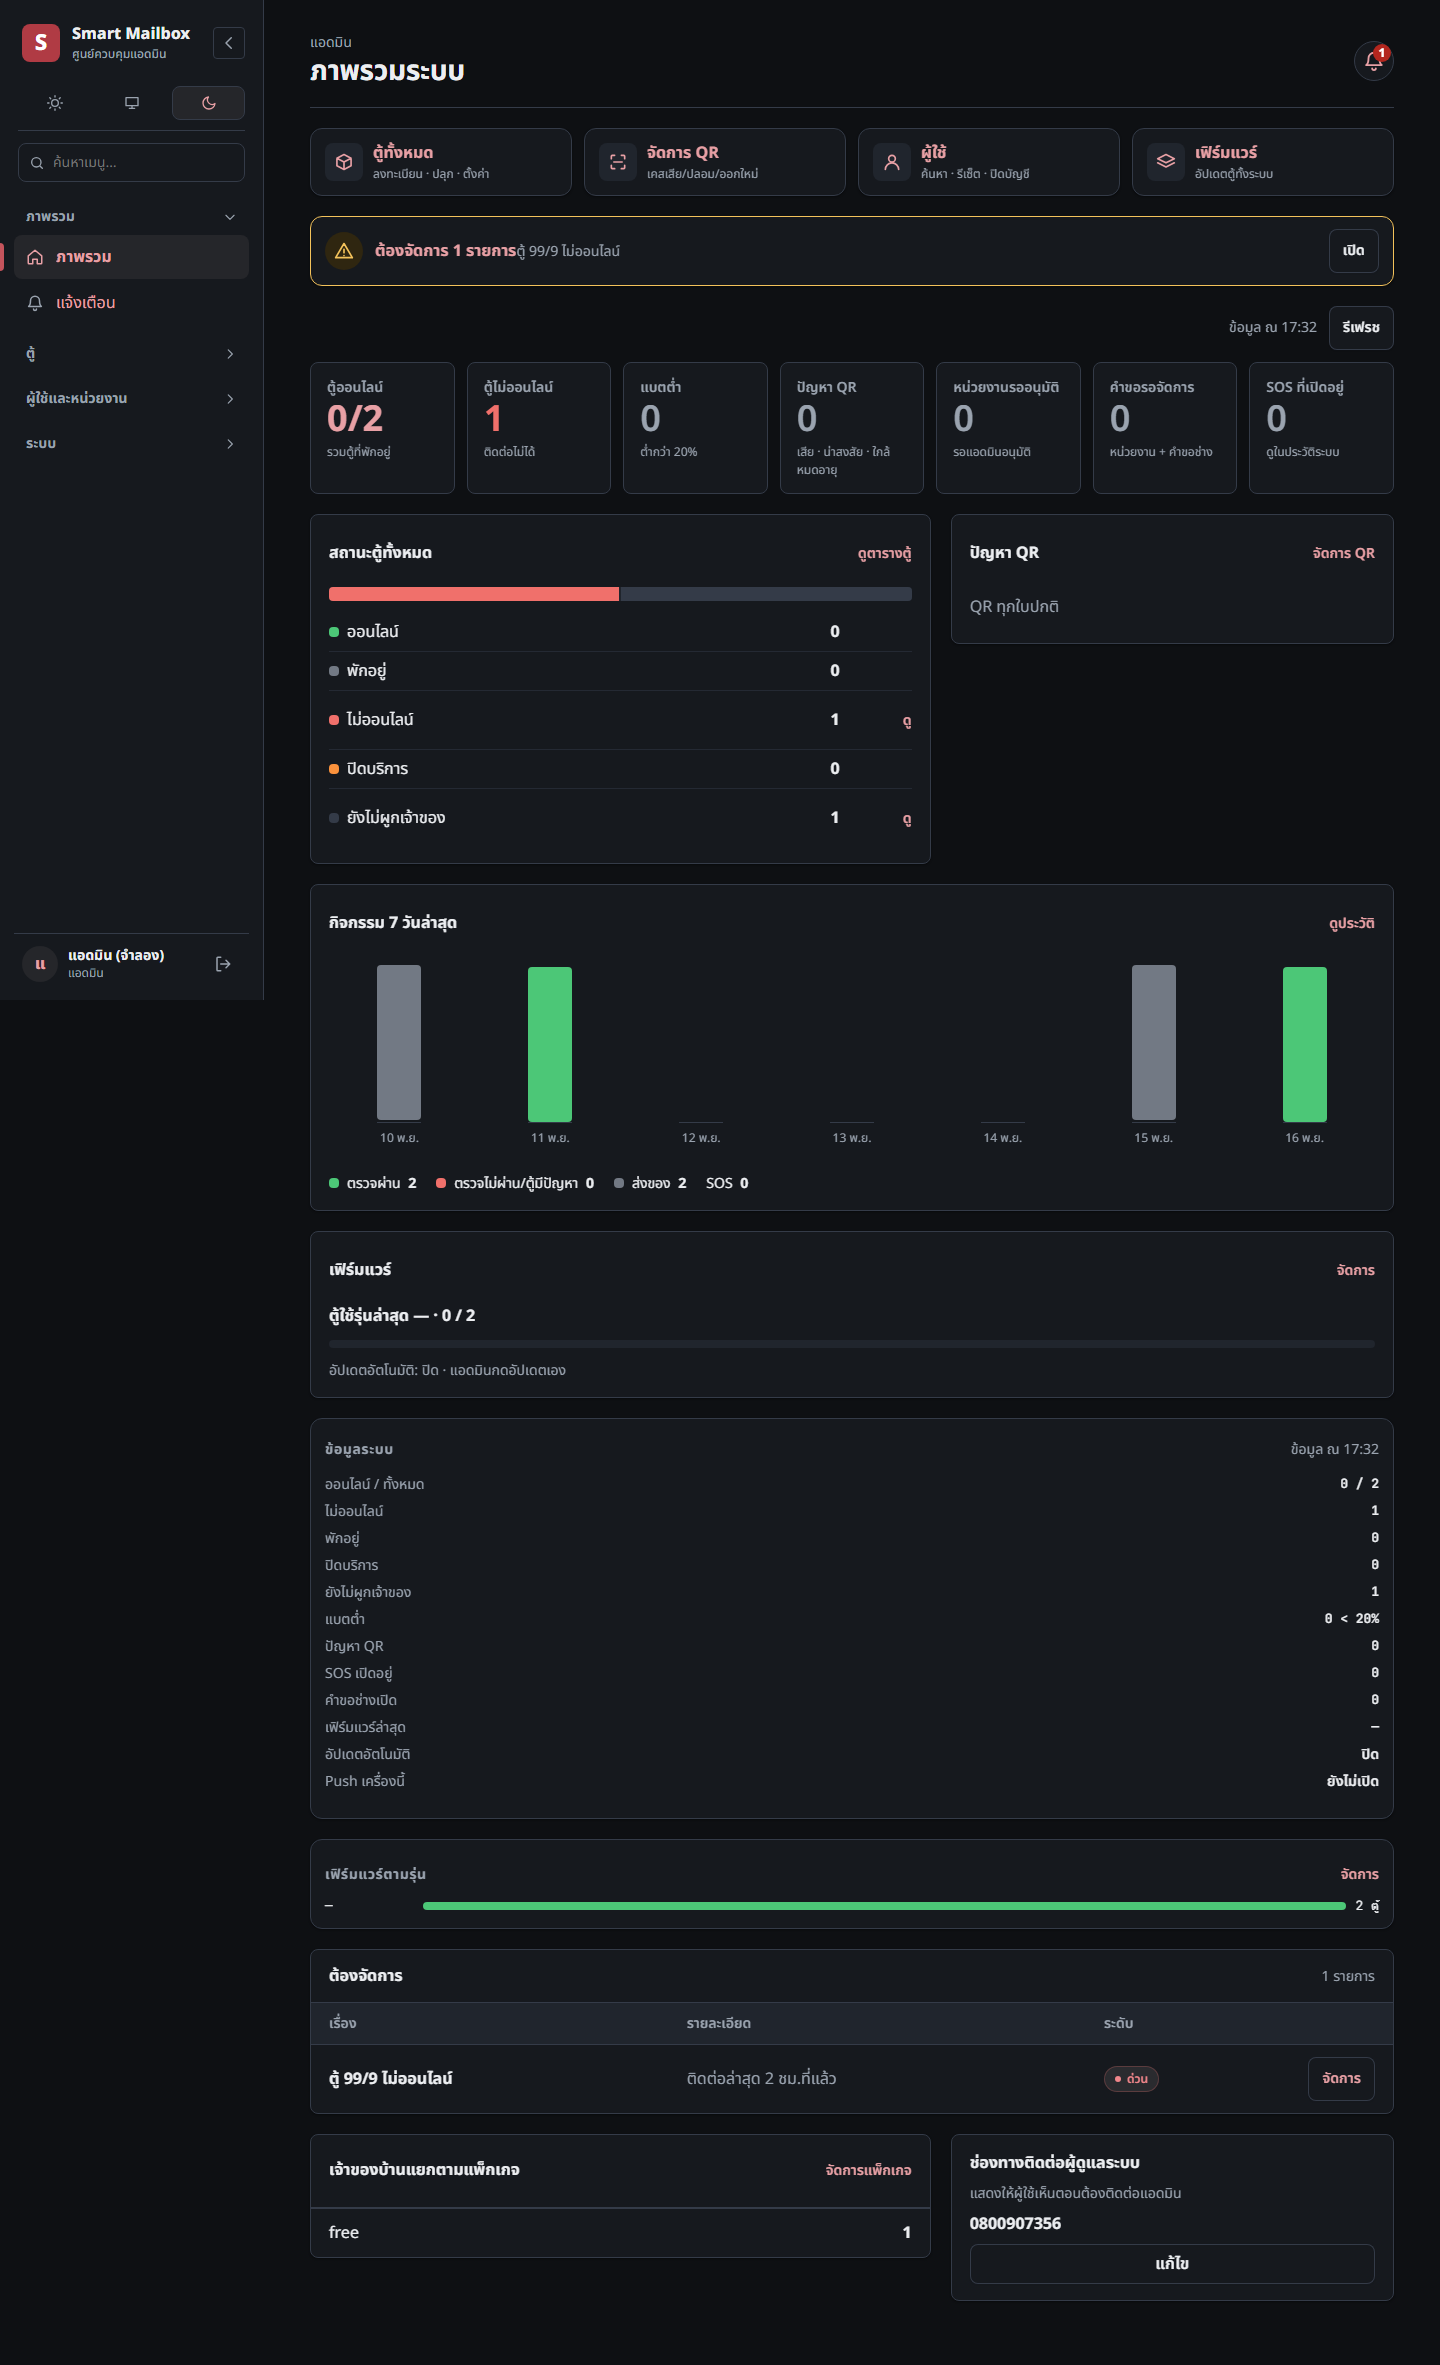 S
Smart Mailbox
ศูนย์ควบคุมแอดมิน
ค้นหาเมนู...
ภาพรวม
ภาพรวม
แจ้งเตือน
ตู้
ผู้ใช้และหน่วยงาน
ระบบ
แ
แอดมิน (จำลอง)
แอดมิน
แอดมิน
ภาพรวมระบบ
1
ตู้ทั้งหมด
ลงทะเบียน · ปลุก · ตั้งค่า
จัดการ QR
เคสเสีย/ปลอม/ออกใหม่
ผู้ใช้
ค้นหา · รีเซ็ต · ปิดบัญชี
เฟิร์มแวร์
อัปเดตตู้ทั้งระบบ
ต้องจัดการ 1 รายการตู้ 99/9 ไม่ออนไลน์
เปิด
ข้อมูล ณ 17:32
รีเฟรช
ตู้ออนไลน์
0/2
รวมตู้ที่พักอยู่
ตู้ไม่ออนไลน์
1
ติดต่อไม่ได้
แบตต่ำ
0
ต่ำกว่า 20%
ปัญหา QR
0
เสีย · น่าสงสัย · ใกล้
หมดอายุ
หน่วยงานรออนุมัติ
0
รอแอดมินอนุมัติ
คำขอรอจัดการ
0
หน่วยงาน + คำขอช่าง
SOS ที่เปิดอยู่
0
ดูในประวัติระบบ
สถานะตู้ทั้งหมด
ดูตารางตู้
ออนไลน์ 0
พักอยู่ 0
ไม่ออนไลน์ 1 ดู
ปิดบริการ 0
ยังไม่ผูกเจ้าของ 1 ดู
ปัญหา QR
จัดการ QR
QR ทุกใบปกติ
กิจกรรม 7 วันล่าสุด
ดูประวัติ
10 พ.ย. 11 พ.ย. 12 พ.ย. 13 พ.ย. 14 พ.ย. 15 พ.ย. 16 พ.ย.
ตรวจผ่าน 2 ตรวจไม่ผ่าน/ตู้มีปัญหา 0 ส่งของ 2 SOS 0
เฟิร์มแวร์
จัดการ
ตู้ใช้รุ่นล่าสุด — · 0 / 2
อัปเดตอัตโนมัติ: ปิด · แอดมินกดอัปเดตเอง
ข้อมูลระบบ
ข้อมูล ณ 17:32
ออนไลน์ / ทั้งหมด 0 / 2
ไม่ออนไลน์ 1
พักอยู่ 0
ปิดบริการ 0
ยังไม่ผูกเจ้าของ 1
แบตต่ำ 0 < 20%
ปัญหา QR 0
SOS เปิดอยู่ 0
คำขอช่างเปิด 0
เฟิร์มแวร์ล่าสุด —
อัปเดตอัตโนมัติ ปิด
Push เครื่องนี้ ยังไม่เปิด
เฟิร์มแวร์ตามรุ่น
จัดการ
— 2 ตู้
ต้องจัดการ
1 รายการ
เรื่อง รายละเอียด ระดับ
ตู้ 99/9 ไม่ออนไลน์ ติดต่อล่าสุด 2 ชม.ที่แล้ว ด่วน จัดการ
เจ้าของบ้านแยกตามแพ็กเกจ
จัดการแพ็กเกจ
free 1
ช่องทางติดต่อผู้ดูแลระบบ
แสดงให้ผู้ใช้เห็นตอนต้องติดต่อแอดมิน
0800907356
แก้ไข